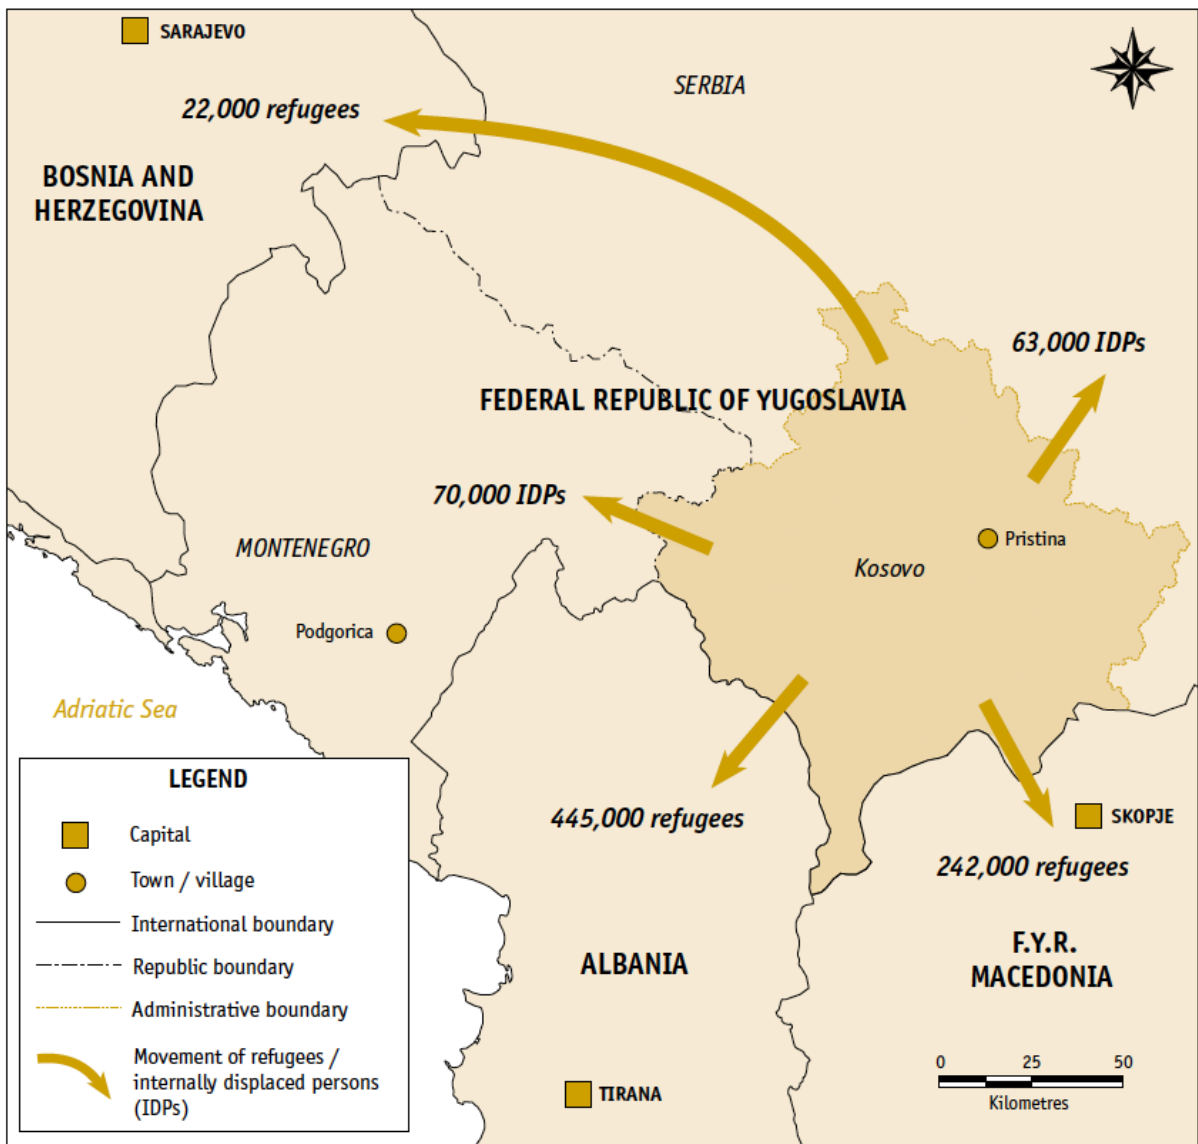 SARAJEVO
SERBIA
22,000 refugees
BOSNIA AND
HERZEGOVINA
63,000 IDPs
FEDERAL REPUBLIC OF YUGOSLAVIA
70,000 IDPs
MONTENEGRO
Pristina
Kosovo
Podgorica
Adriatic Sea
LEGEND
Capital
Town / village
International boundary
Republic boundary
Administrative boundary
Movement of refugees /
internally displaced persons
(IDPs)
445,000 refugees
SKOPJE
242,000 refugees
ALBANIA
F.Y.R.
MACEDONIA
TIRANA
0 25 50
Kilometres